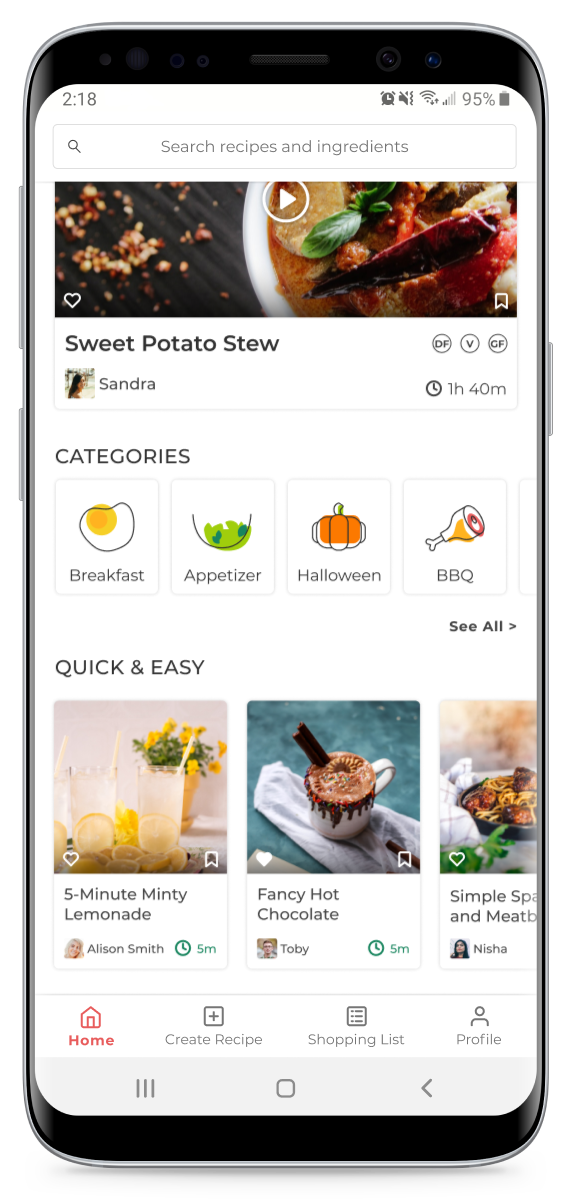 2:18 95%
Search recipes and ingredients
Sweet Potato Stew
DF V GF
Sandra
1h 40m
CATEGORIES
Breakfast Appetizer Halloween BBQ
See All >
QUICK & EASY
5-Minute Minty
Lemonade
Alison Smith 5m
Fancy Hot
Chocolate
Toby 5m
Simple Spa
and Meatb
Nisha
Home Create Recipe Shopping List Profile